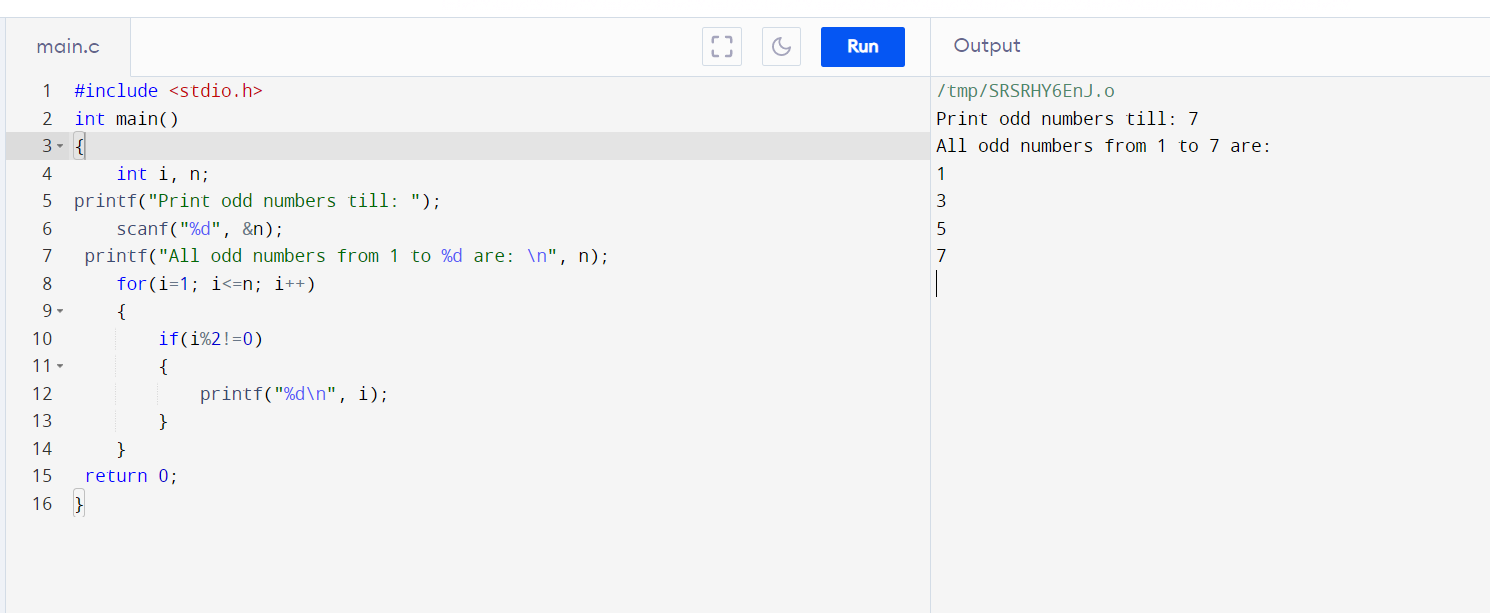 main.c
Run
Output
1 #include <stdio.h>
2 int main()
3 {
4     int i, n;
5 printf("Print odd numbers till: ");
6     scanf("%d", &n);
7  printf("All odd numbers from 1 to %d are: \n", n);
8     for(i=1; i<=n; i++)
9     {
10         if(i%2!=0)
11         {
12             printf("%d\n", i);
13         }
14     }
15  return 0;
16 }
/tmp/SRSRHY6EnJ.o
Print odd numbers till: 7
All odd numbers from 1 to 7 are:
1
3
5
7